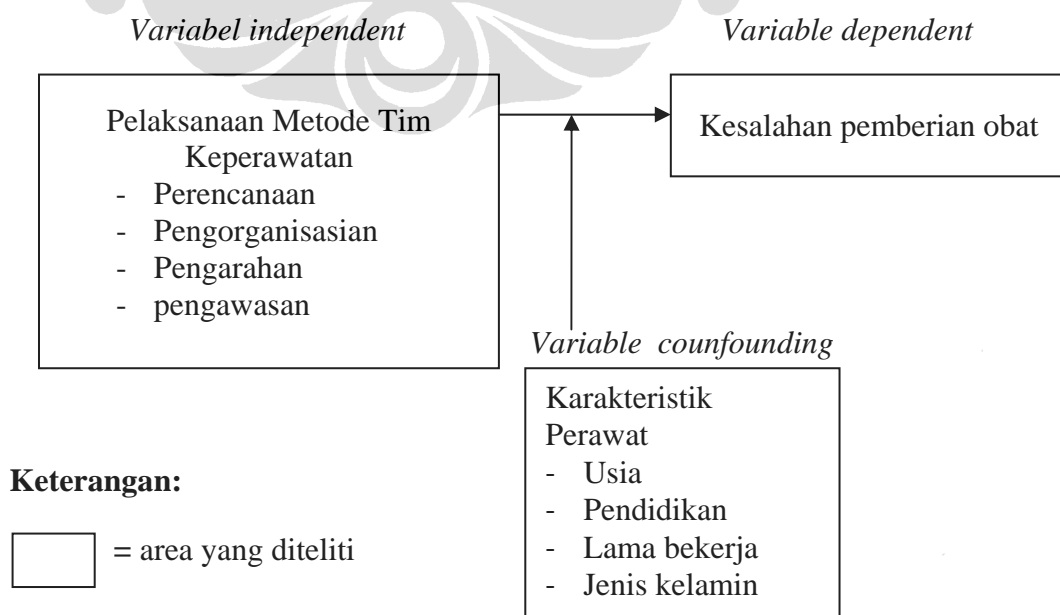 Variabel independent
Variable dependent
Pelaksanaan Metode Tim
Keperawatan
- Perencanaan
- Pengorganisasian
- Pengarahan
- pengawasan
Kesalahan pemberian obat
Variable counfounding
Karakteristik
Perawat
- Usia
- Pendidikan
- Lama bekerja
- Jenis kelamin
Keterangan:
= area yang diteliti